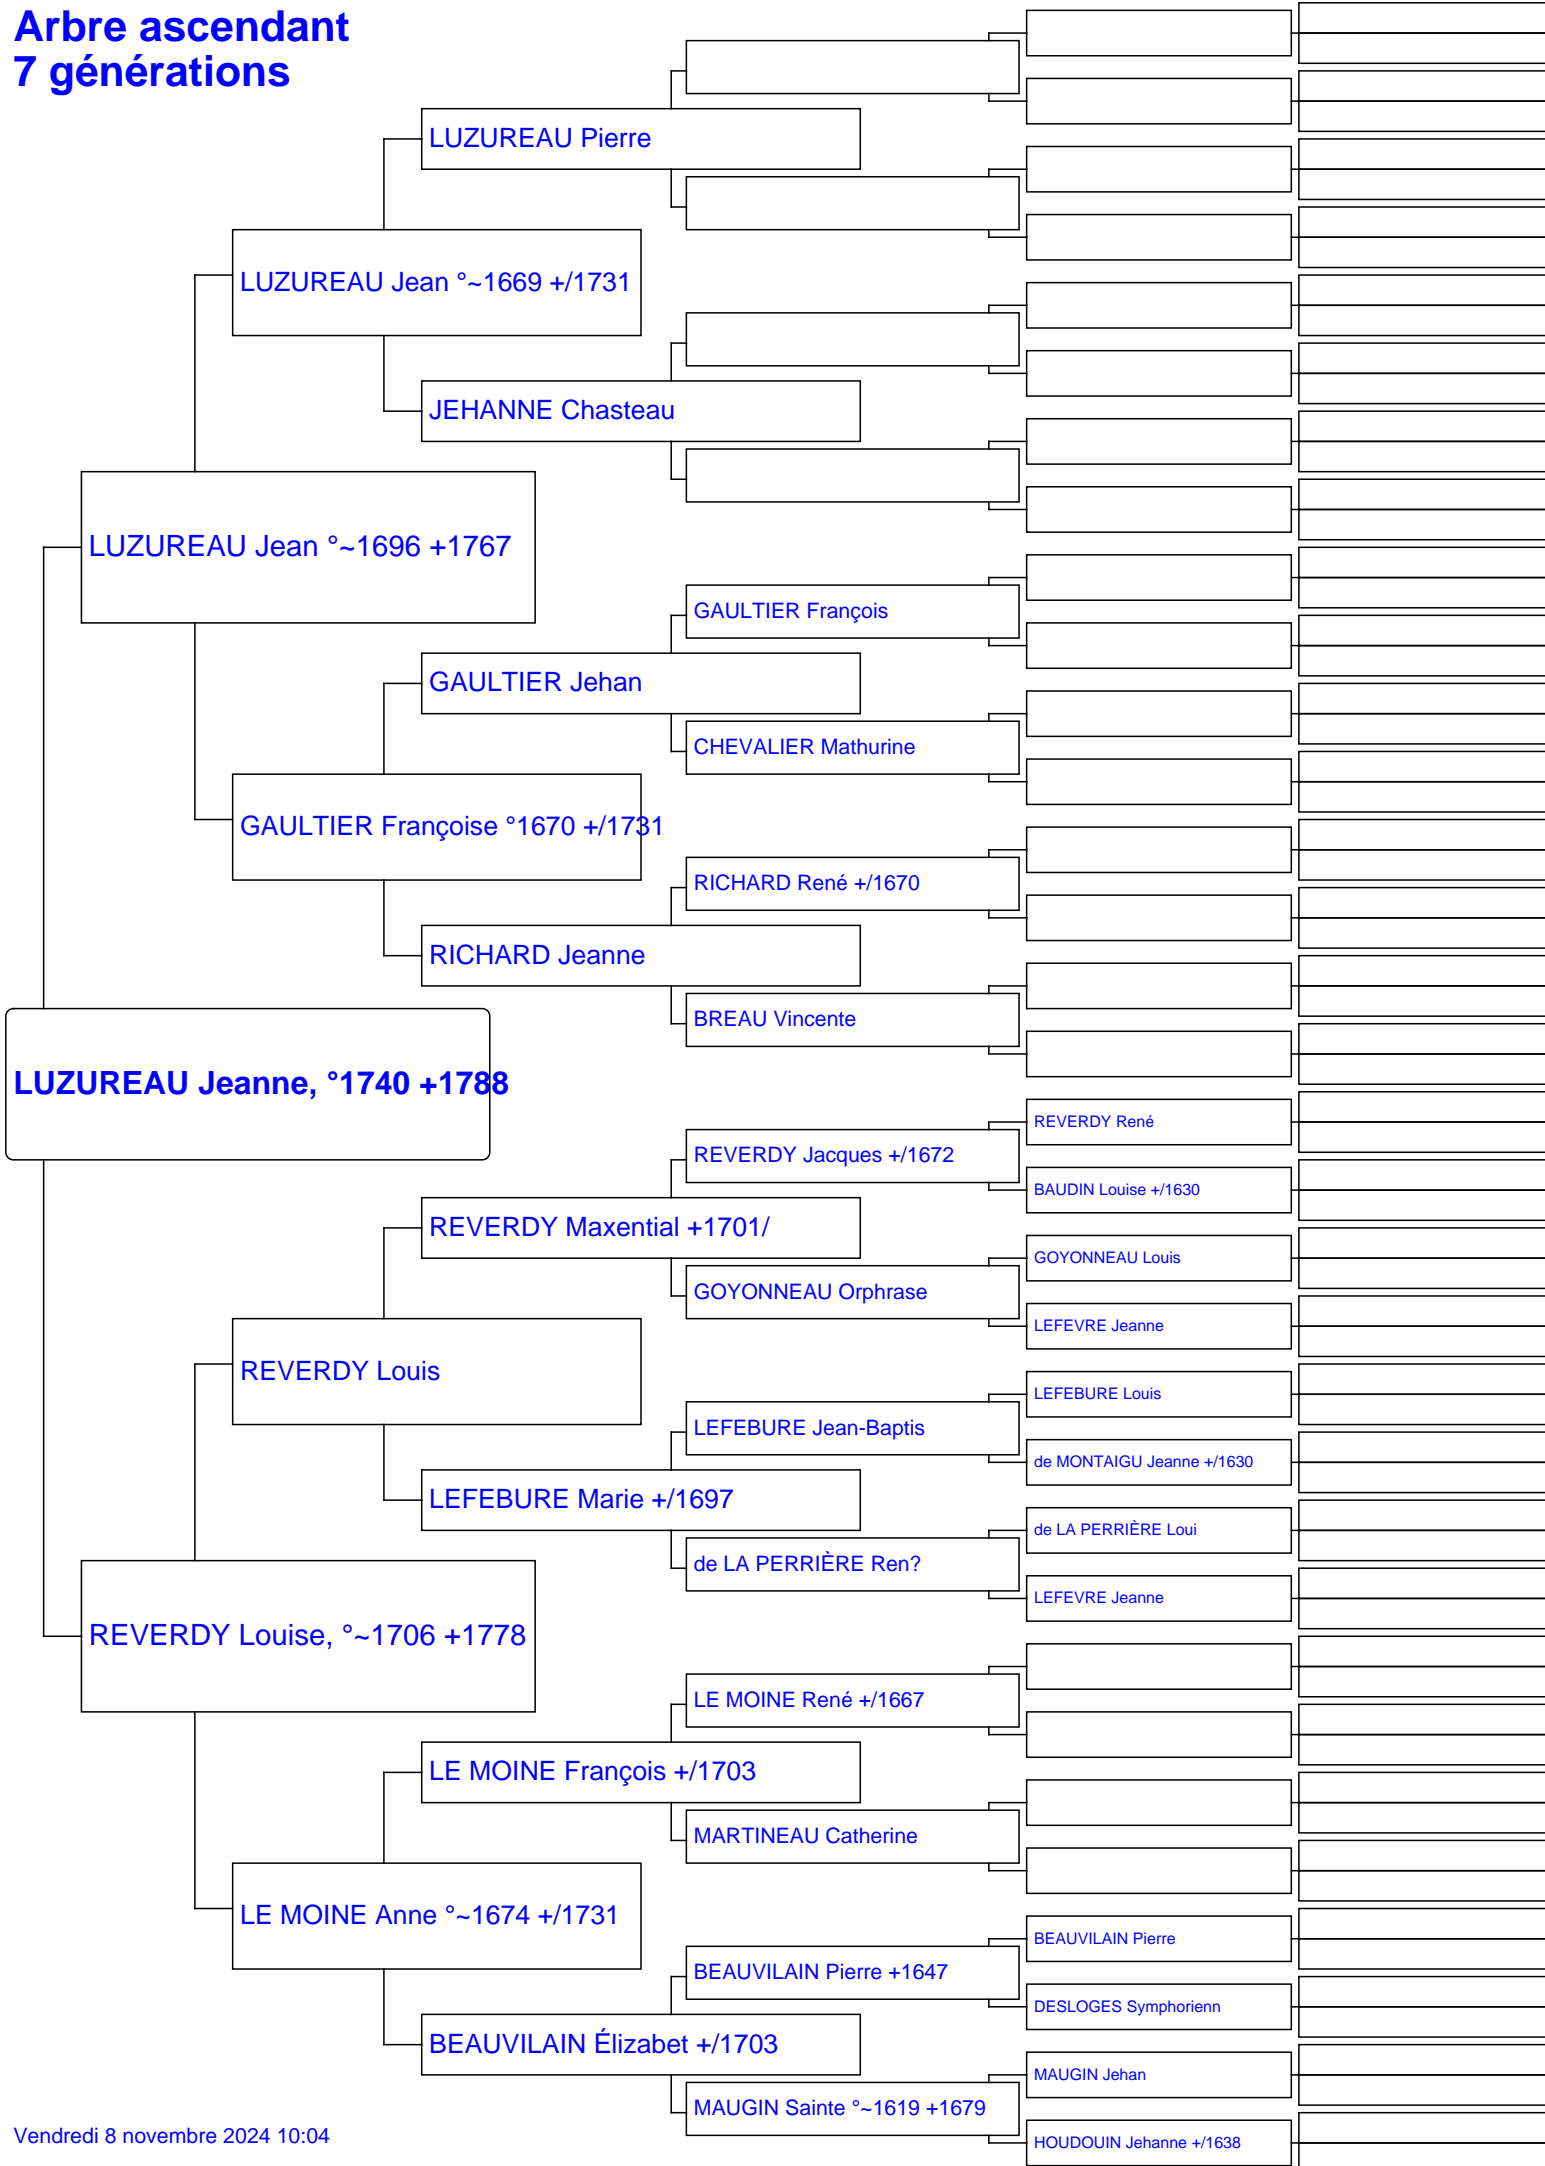 Arbre ascendant
7 générations
LUZUREAU Pierre
LUZUREAU Jean °~1669 +/1731
JEHANNE Chasteau
LUZUREAU Jean °~1696 +1767
GAULTIER François
GAULTIER Jehan
CHEVALIER Mathurine
GAULTIER Françoise °1670 +/1731
RICHARD René +/1670
RICHARD Jeanne
BREAU Vincente
LUZUREAU Jeanne, °1740 +1788
REVERDY René
REVERDY Jacques +/1672
BAUDIN Louise +/1630
REVERDY Maxential +1701/
GOYONNEAU Louis
GOYONNEAU Orphrase
LEFEVRE Jeanne
REVERDY Louis
LEFEBURE Louis
LEFEBURE Jean-Baptis
de MONTAIGU Jeanne +/1630
LEFEBURE Marie +/1697
de LA PERRIÈRE Loui
de LA PERRIÈRE Ren?
LEFEVRE Jeanne
REVERDY Louise, °~1706 +1778
LE MOINE René +/1667
LE MOINE François +/1703
MARTINEAU Catherine
LE MOINE Anne °~1674 +/1731
BEAUVILAIN Pierre
BEAUVILAIN Pierre +1647
DESLOGES Symphorienn
BEAUVILAIN Élizabet +/1703
MAUGIN Jehan
MAUGIN Sainte °~1619 +1679
HOUDOUIN Jehanne +/1638
Vendredi 8 novembre 2024 10:04